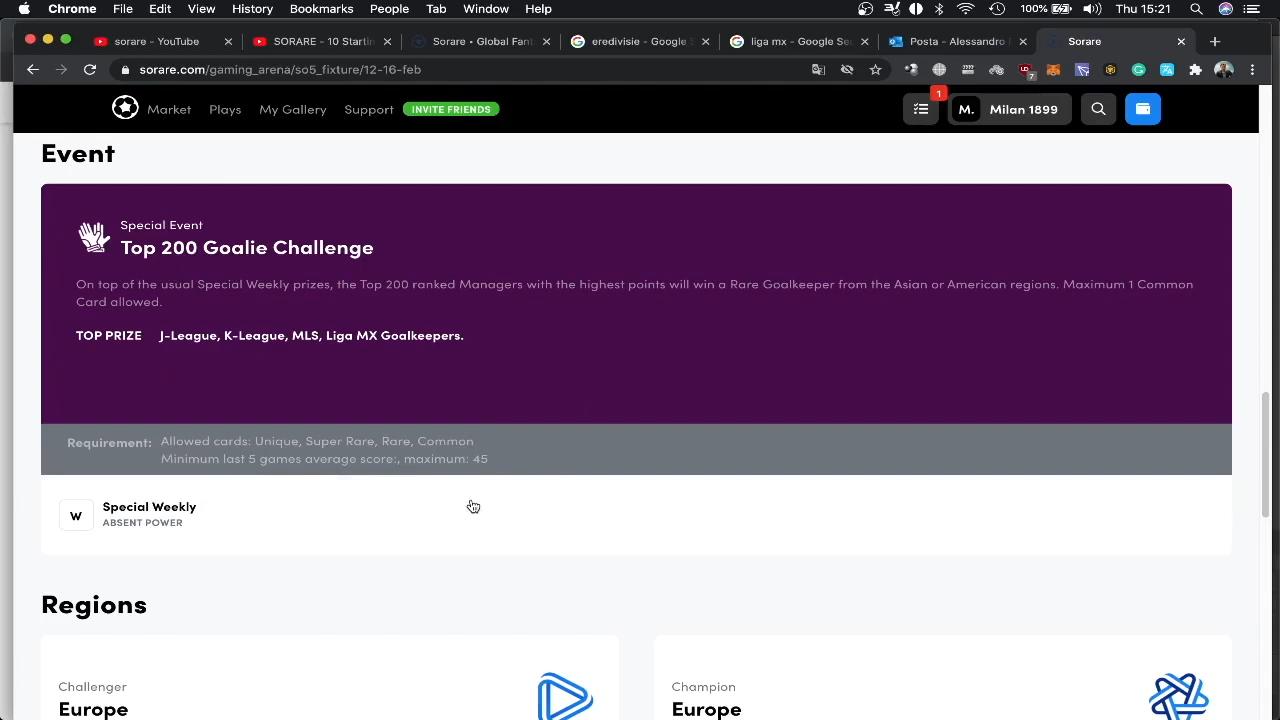 Chrome File Edit View History Bookmarks People Tab Window Help 100% Thu 15:21
sorare - YouTube SORARE - 10 Startin Sorare - Global Fant eredivisie - Google S liga mx - Google Sea Posta - Alessandro Sorare
sorare.com/gaming_arena/so5_fixture/12-16-feb 7
Market Plays My Gallery Support INVITE FRIENDS 1 M. Milan 1899
Event
Special Event
Top 200 Goalie Challenge
On top of the usual Special Weekly prizes, the Top 200 ranked Managers with the highest points will win a Rare Goalkeeper from the Asian or American regions. Maximum 1 Common
Card allowed.
TOP PRIZE J-League, K-League, MLS, Liga MX Goalkeepers.
Requirement: Allowed cards: Unique, Super Rare, Rare, Common
Minimum last 5 games average score:, maximum: 45
W Special Weekly
ABSENT POWER
Regions
Challenger Champion
Europe Europe